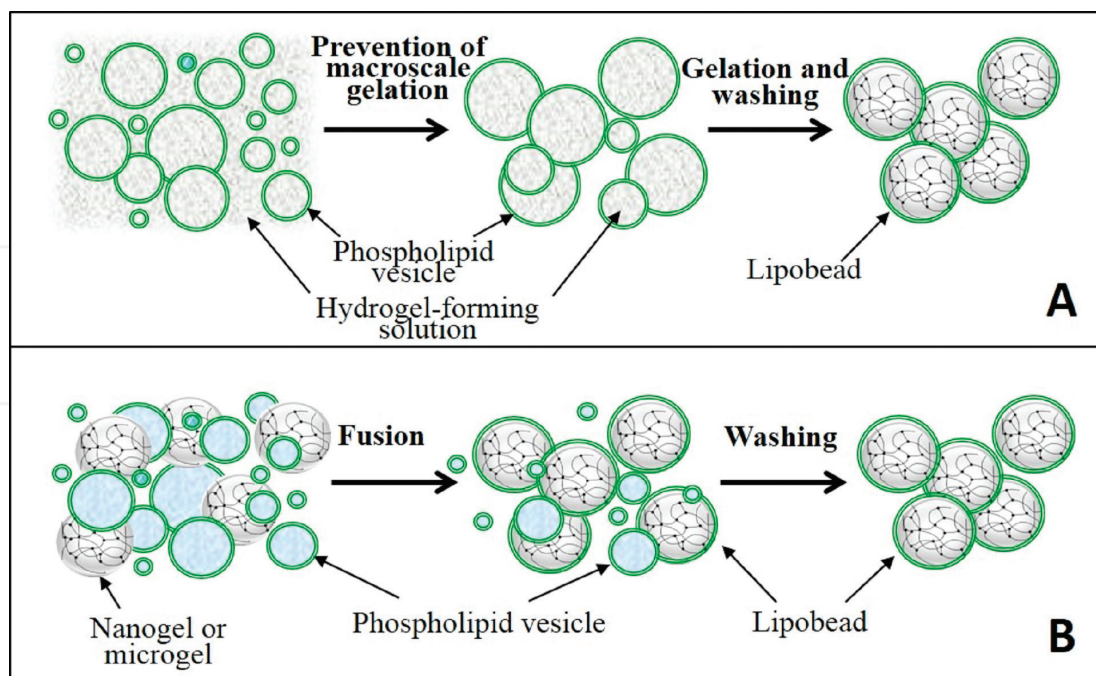 Prevention of
macroscale
gelation
Gelation and
washing
Phospholipid
vesicle
Hydrogel-forming
solution
Lipobead
A
Fusion
Washing
Nanogel or
microgel
Phospholipid vesicle
Lipobead
B